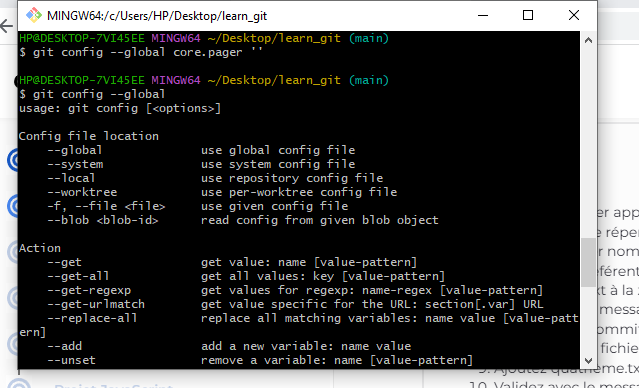 MINGW64:/c/Users/HP/Desktop/learn_git
HP@DESKTOP-7VI45EE MINGW64 ~/Desktop/learn_git (main)
$ git config --global core.pager ''
HP@DESKTOP-7VI45EE MINGW64 ~/Desktop/learn_git (main)
$ git config --global
usage: git config [<options>]
Config file location
--global use global config file
--system use system config file
--local use repository config file
--worktree use per-worktree config file
-f, --file <file> use given config file
--blob <blob-id> read config from given blob object
Action
--get get value: name [value-pattern]
--get-all get all values: key [value-pattern]
--get-regexp get values for regexp: name-regex [value-pattern]
--get-urlmatch get value specific for the URL: section[.var] URL
--replace-all replace all matching variables: name value [value-patt
ern]
--add add a new variable: name value
--unset remove a variable: name [value-pattern]
er app
e réper
r nom
éférent
xt à la z
messa
ommit
fichie
9. Ajoutez quatrieme.tx
10. Validez avec le messa
Projet JavaScript